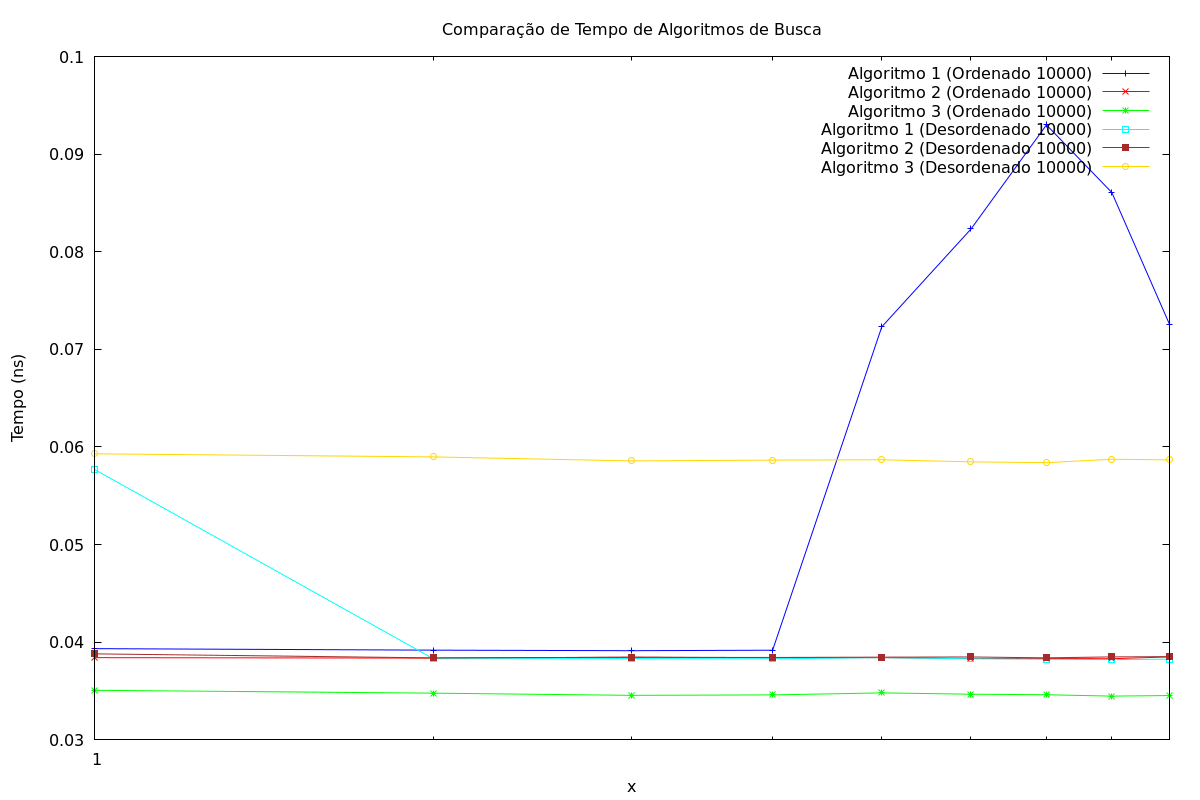 Comparação de Tempo de Algoritmos de Busca
0.1
0.09
0.08
0.07
0.06
0.05
0.04
0.03
Tempo (ns)
Algoritmo 1 (Ordenado 10000)
Algoritmo 2 (Ordenado 10000)
Algoritmo 3 (Ordenado 10000)
Algoritmo 1 (Desordenado 10000)
Algoritmo 2 (Desordenado 10000)
Algoritmo 3 (Desordenado 10000)
1
x